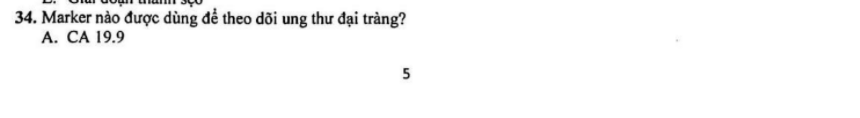 34. Marker nào được dùng để theo dõi ung thư đại tràng?
A. CA 19.9
5